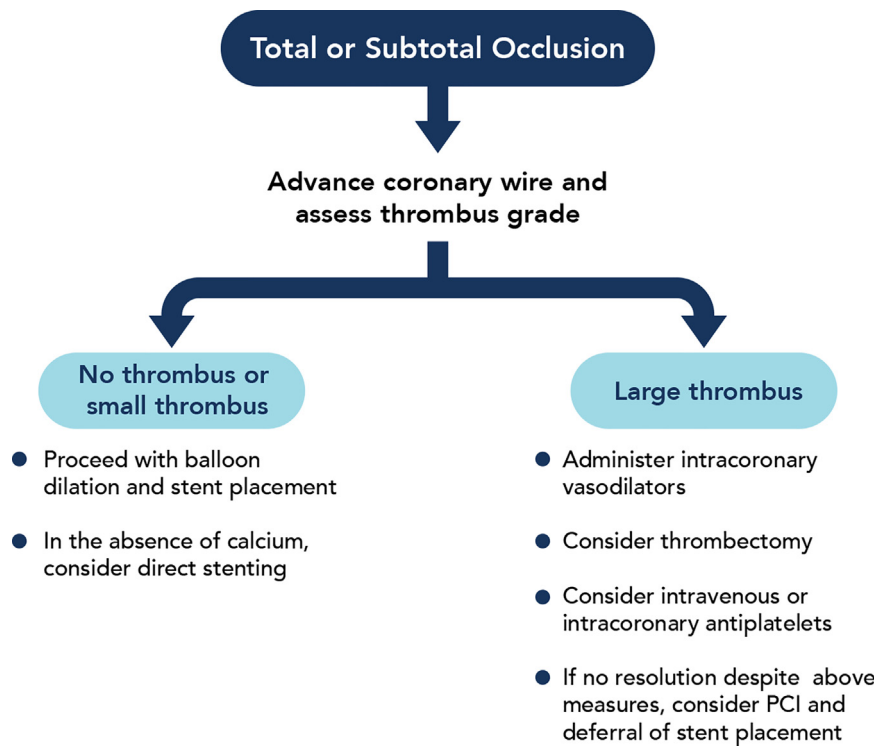 Total or Subtotal Occlusion
Advance coronary wire and
assess thrombus grade
No thrombus or
small thrombus
Proceed with balloon
dilation and stent placement
In the absence of calcium,
consider direct stenting
Large thrombus
Administer intracoronary
vasodilators
Consider thrombectomy
Consider intravenous or
intracoronary antiplatelets
If no resolution despite above
measures, consider PCI and
deferral of stent placement